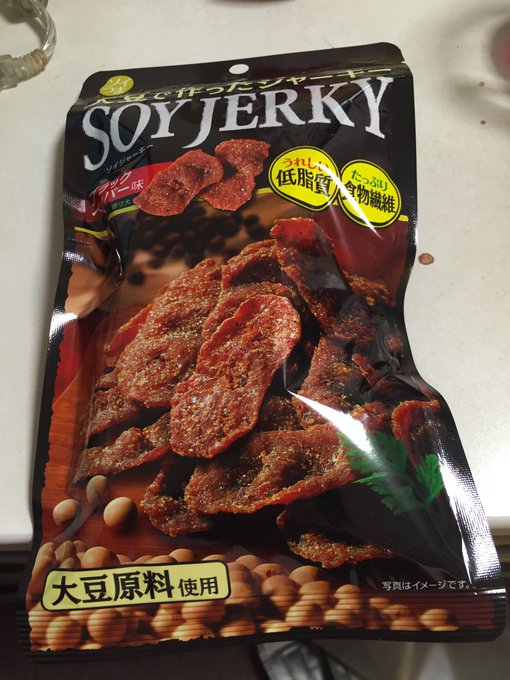 大豆で作ったジャーキー
SOY JERKY
ソイジャーキー
うれしい
低脂質
たっぷり
食物繊維
大豆原料使用
写真はイメージです。